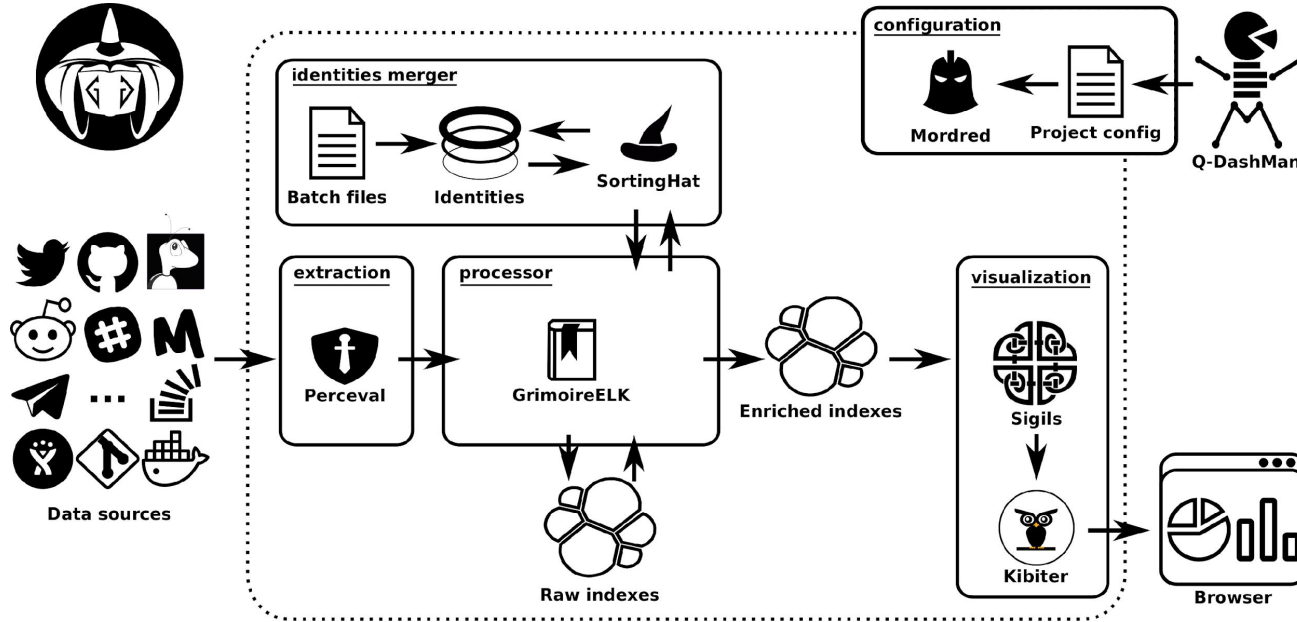 configuration
Mordred
Project config
Q-DashMan
identities merger
Batch files
Identities
SortingHat
extraction
Perceval
processor
GrimoireELK
Enriched indexes
visualization
Sigils
Kibiter
Data sources
Raw indexes
Browser